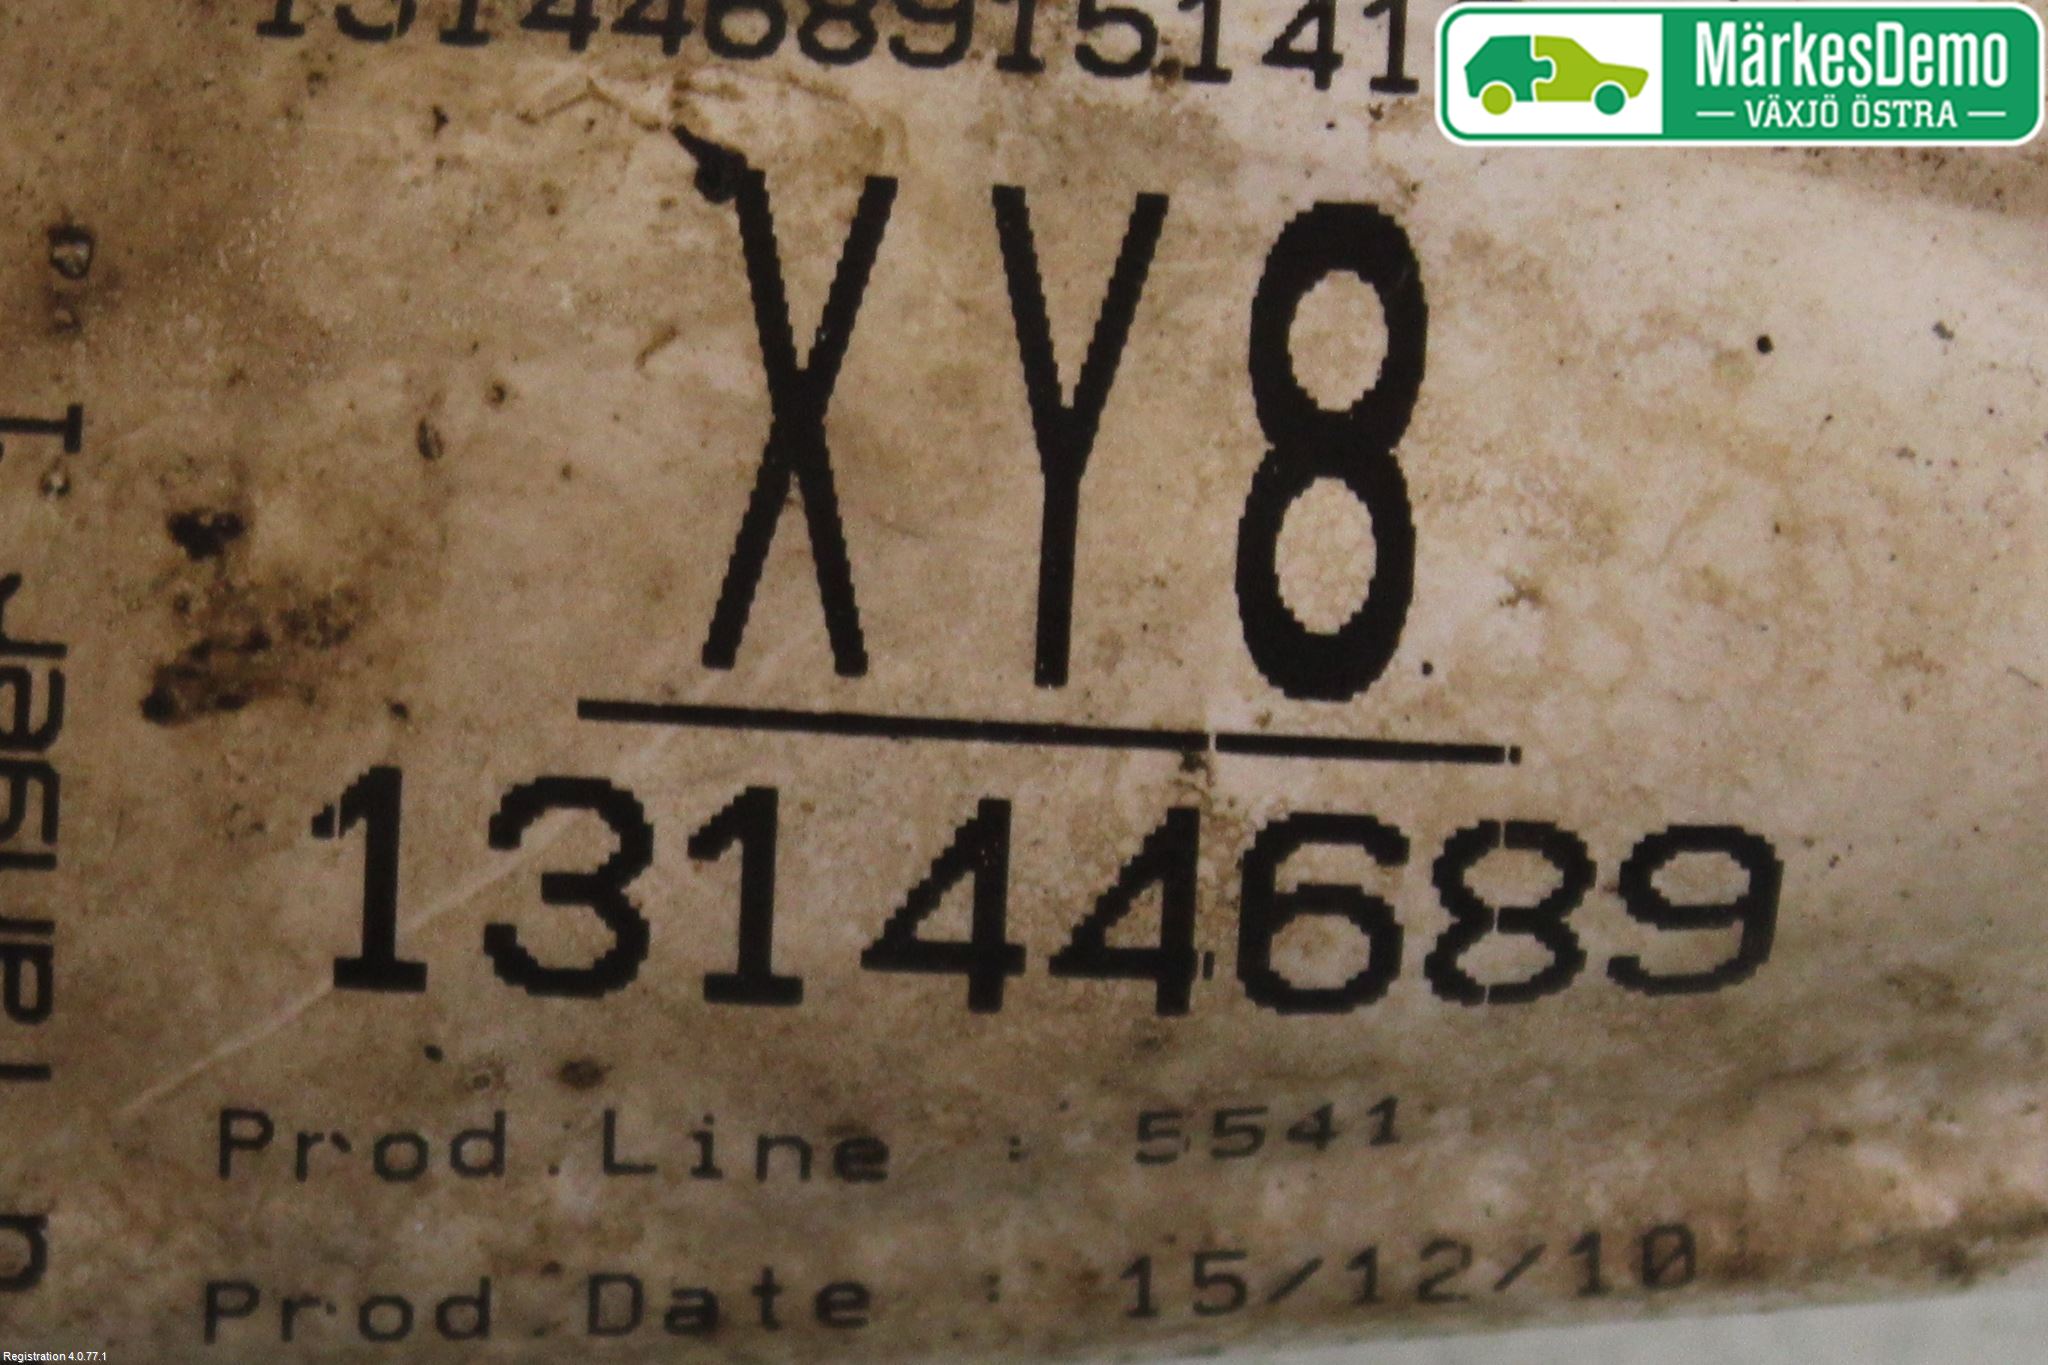 1314468915141
MärkesDemo
VÄXJÖ ÖSTRA
XY8
13144689
Prod.Line : 5541
Prod.Date : 15/12/10
Registration 4.0.77.1